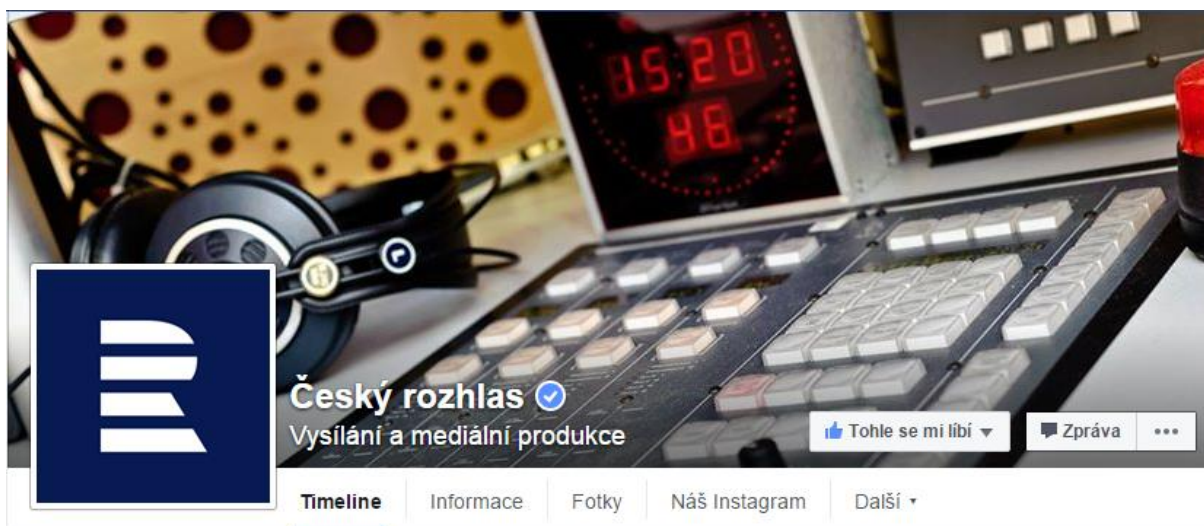 15:20
46
R
Český rozhlas
Vysílání a mediální produkce
Tohle se mi líbí
Zpráva
Timeline
Informace
Fotky
Náš Instagram
Další